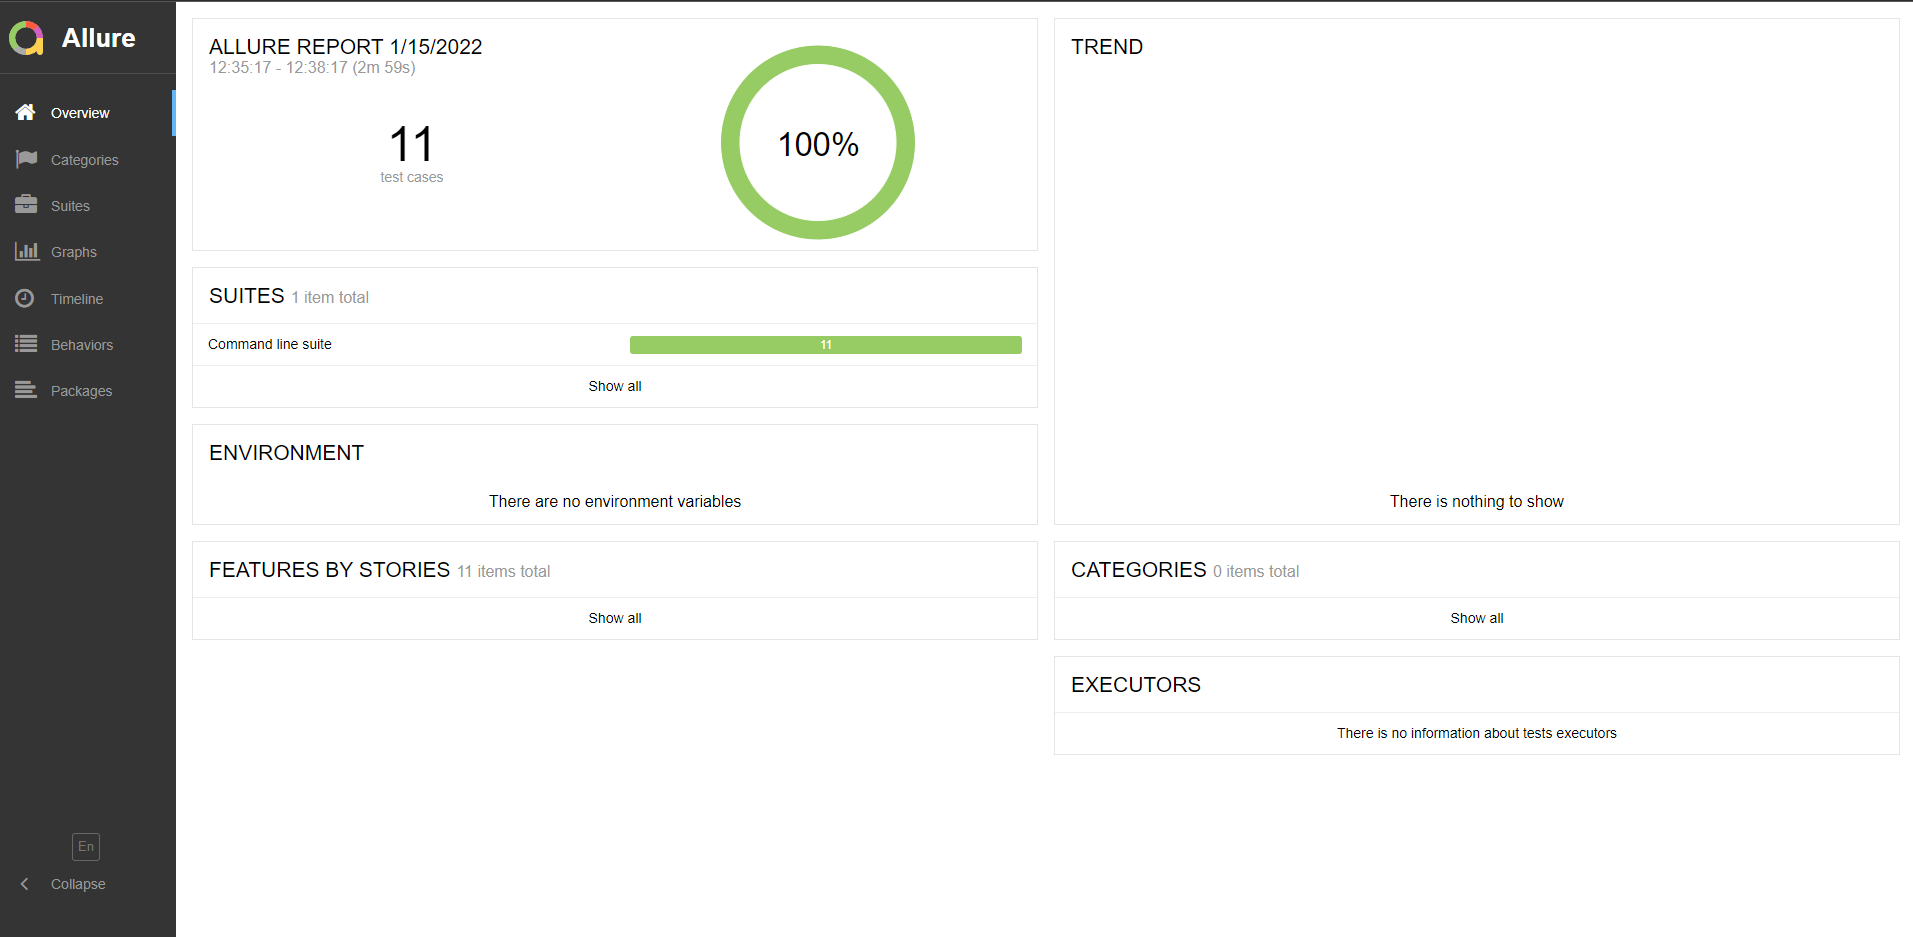 Allure
Overview
Categories
Suites
Graphs
Timeline
Behaviors
Packages
En
Collapse
ALLURE REPORT 1/15/2022
12:35:17 - 12:38:17 (2m 59s)
11
test cases
100%
SUITES 1 item total
Command line suite 11
Show all
ENVIRONMENT
There are no environment variables
FEATURES BY STORIES 11 items total
Show all
TREND
There is nothing to show
CATEGORIES 0 items total
Show all
EXECUTORS
There is no information about tests executors